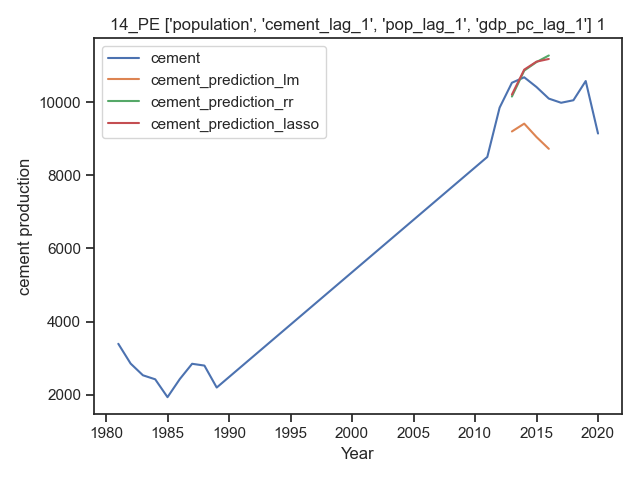 14_PE ['population', 'cement_lag_1', 'pop_lag_1', 'gdp_pc_lag_1'] 1
cement
cement_prediction_lm
cement_prediction_rr
cement_prediction_lasso
cement production
10000
8000
6000
4000
2000
1980 1985 1990 1995 2000 2005 2010 2015 2020
Year